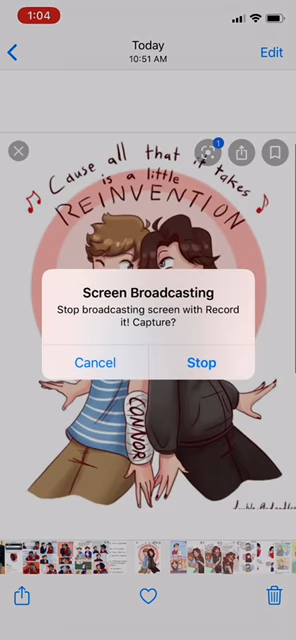 1:04
Today
10:51 AM
Edit
1
Cause all that it takes
is a little
REINVENTION
Screen Broadcasting
Stop broadcasting screen with Record
it! Capture?
Cancel
Stop
CONNOR